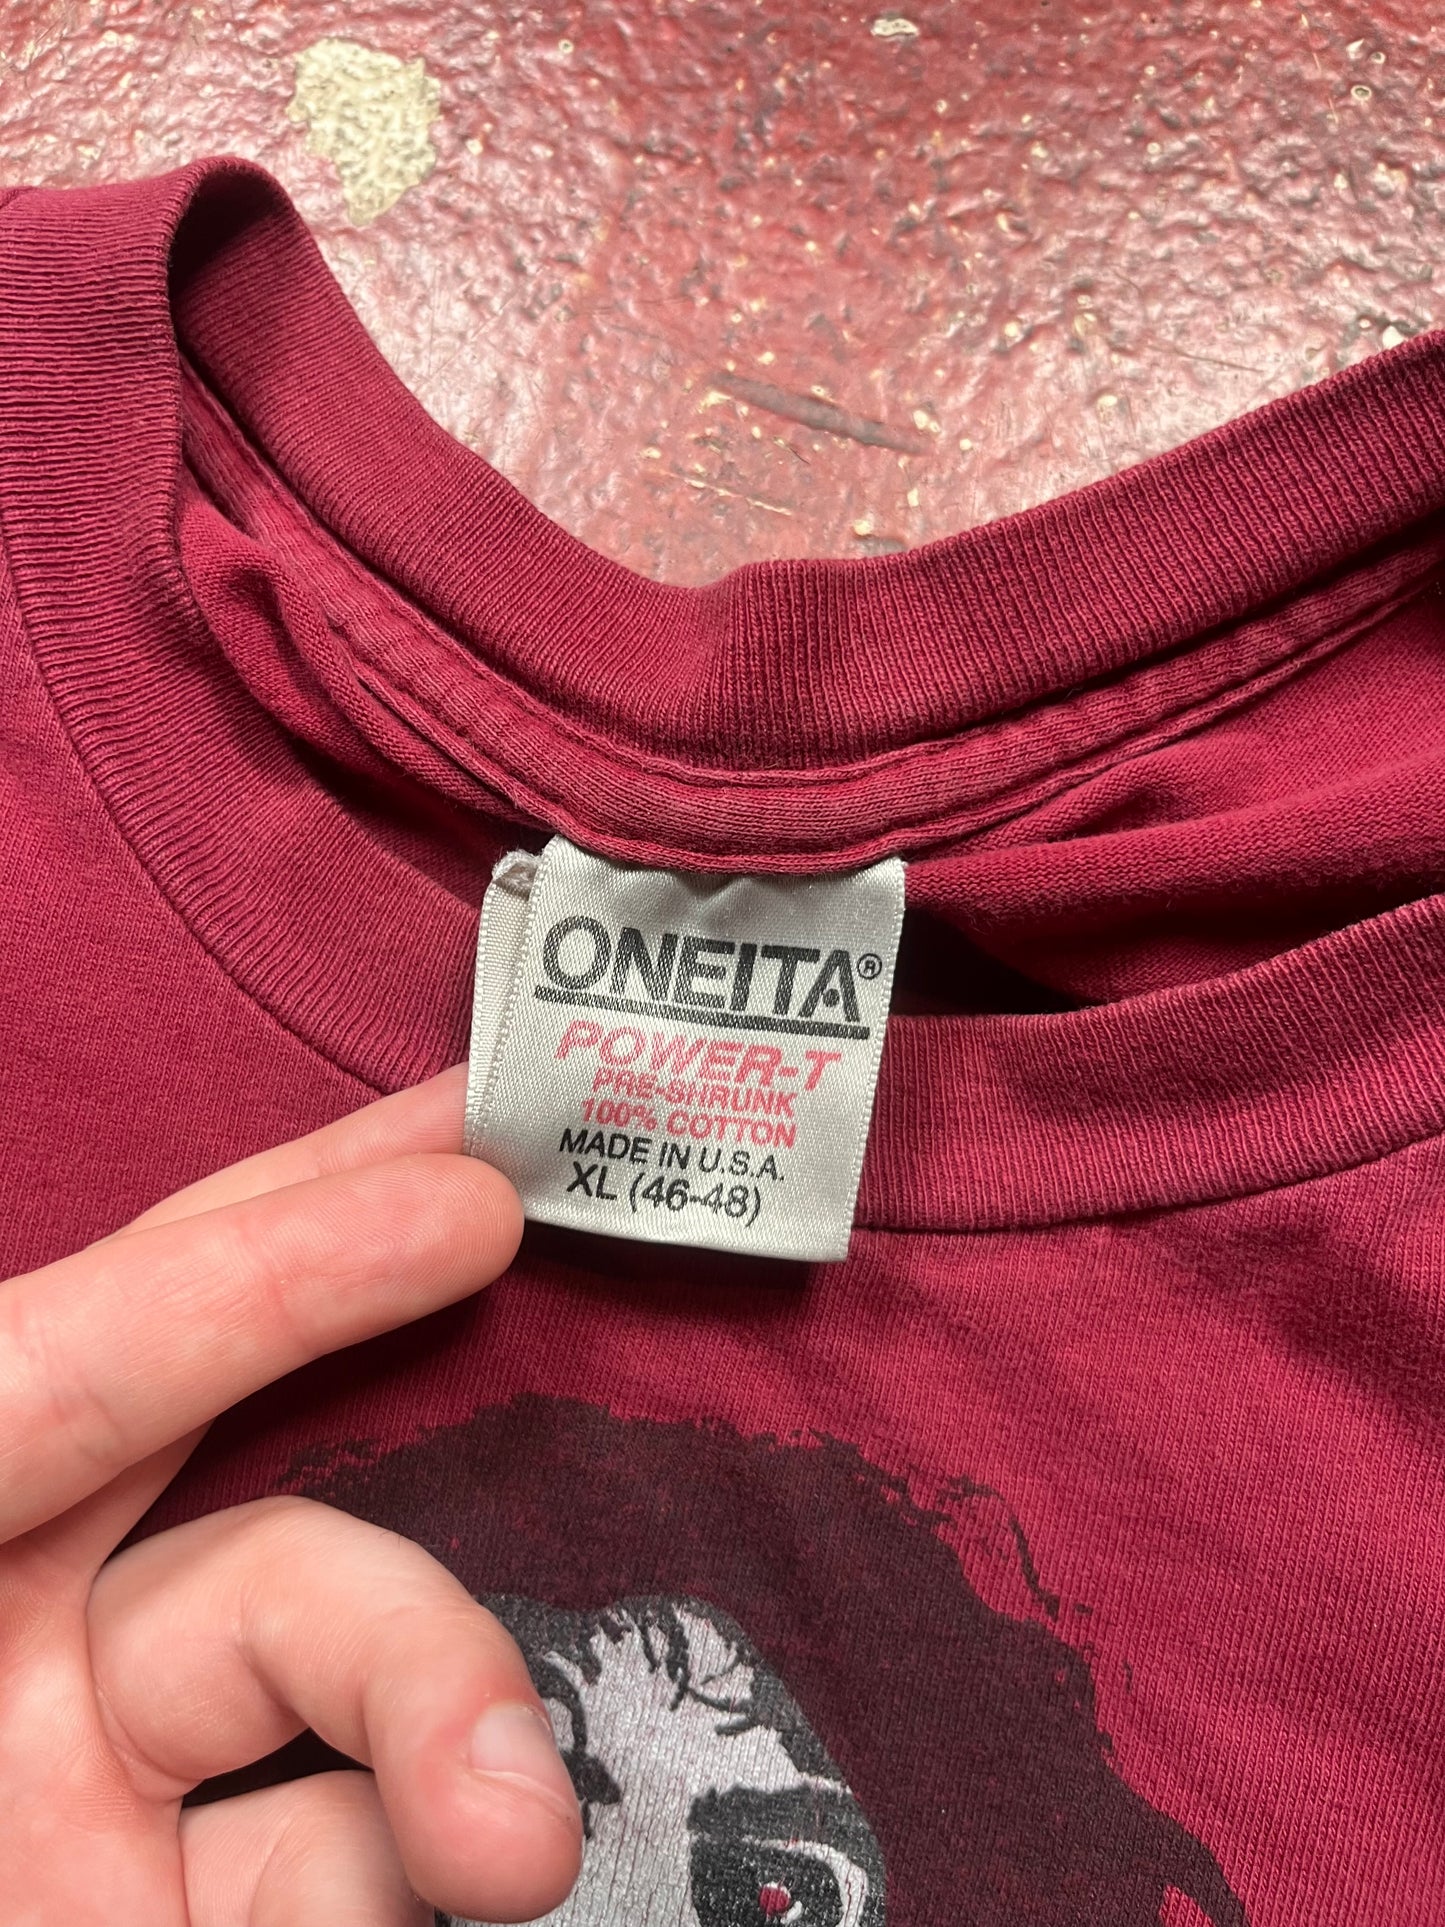 ONEITA®
POWER-T
PRE-SHRUNK
100% COTTON
MADE IN U.S.A.
XL (46-48)